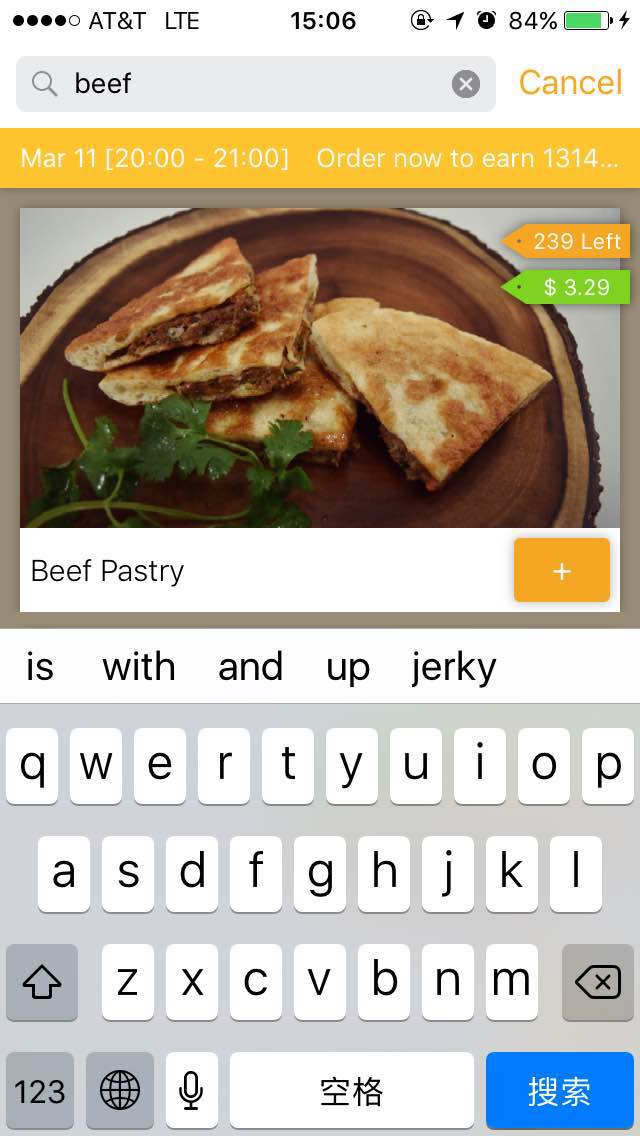 AT&T LTE 15:06 84%
beef Cancel
Mar 11 [20:00 - 21:00] Order now to earn 1314...
239 Left
$ 3.29
Beef Pastry +
is with and up jerky
q w e r t y u i o p
a s d f g h j k l
z x c v b n m
123 空格 搜索